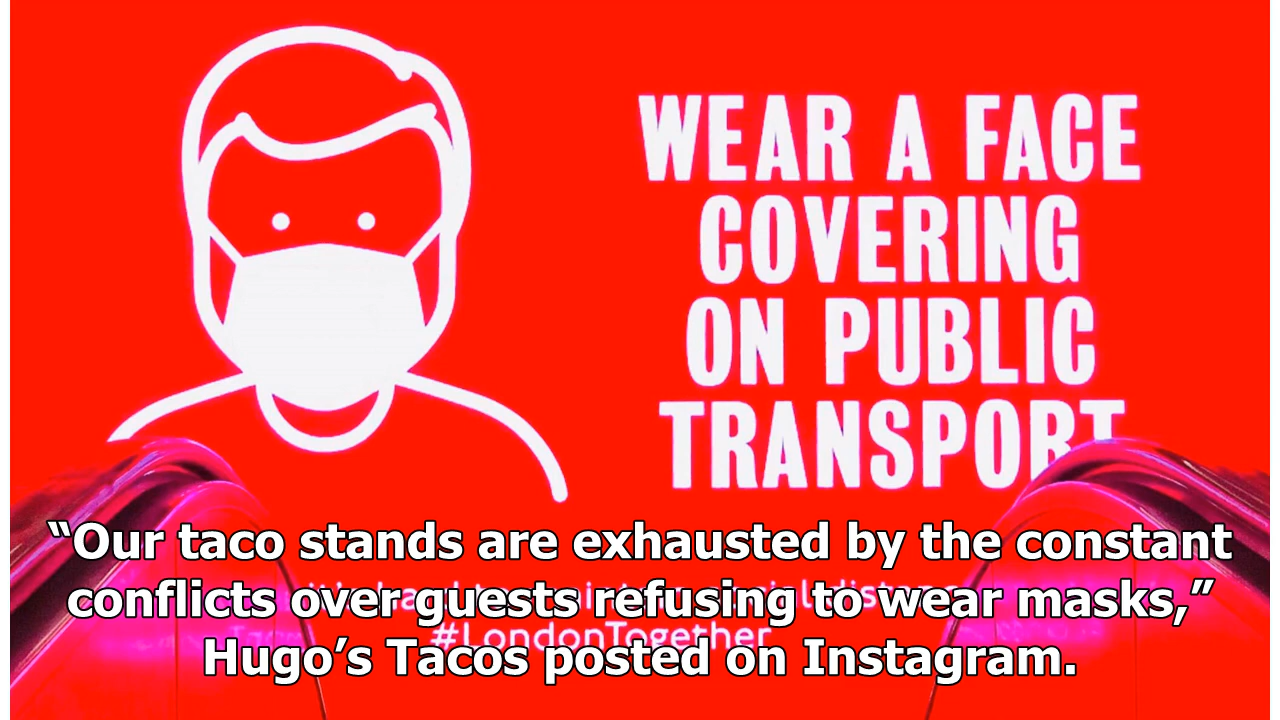 WEAR A FACE
COVERING
ON PUBLIC
TRANSPORT
“Our taco stands are exhausted by the constant
conflicts over guests refusing to wear masks,”
#LondonTogether
Hugo’s Tacos posted on Instagram.